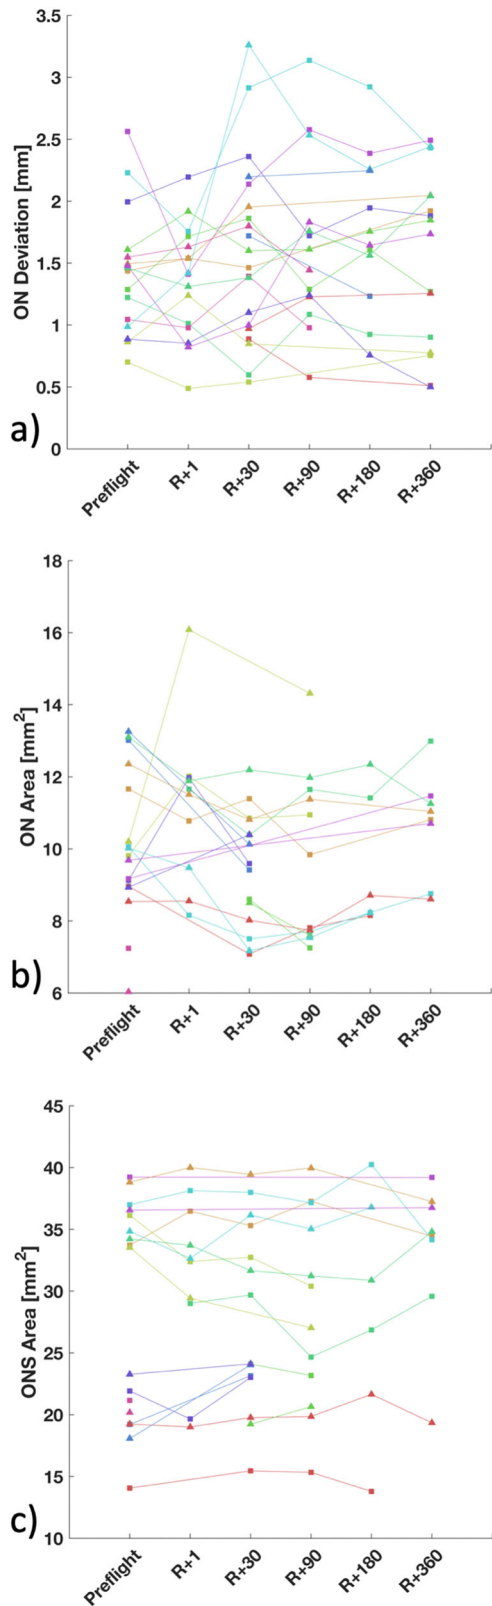 3.5
3
2.5
2
1.5
1
0.5
0
ON Deviation [mm]
a)
Preflight
R+1
R+30
R+90
R+180
R+360
18
16
14
12
10
8
6
ON Area [mm²]
b)
Preflight
R+1
R+30
R+90
R+180
R+360
45
40
35
30
25
20
15
10
ONS Area [mm²]
c)
Preflight
R+1
R+30
R+90
R+180
R+360